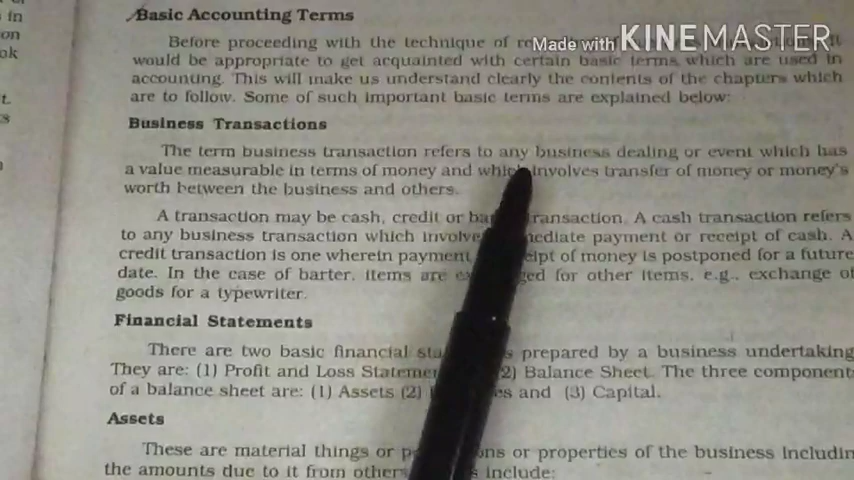 Basic Accounting Terms
Made with KINEMASTER
Before proceeding with the technique of
would be appropriate to get acquainted with certain basic terms which are used in
accounting. This will make us understand clearly the contents of the chapters which
are to follow. Some of such important basic terms are explained below:
Business Transactions
The term business transaction refers to any business dealing or event which has
a value measurable in terms of money and which involves transfer of money or money's
worth between the business and others.
A transaction may be cash, credit or transaction. A cash transaction refers
to any business transaction which payment or receipt of cash. A
credit transaction is one wherein payment of money is postponed for a future
date. In the case of barter, items are for other items, e.g., exchange of
goods for a typewriter.
Financial Statements
There are two basic financial prepared by a business undertaking
They are: (1) Profit and Loss 2) Balance Sheet. The three component
of a balance sheet are: (1) Assets (2) and (3) Capital.
Assets
These are material things or or properties of the business includin
the amounts due to it from others include: